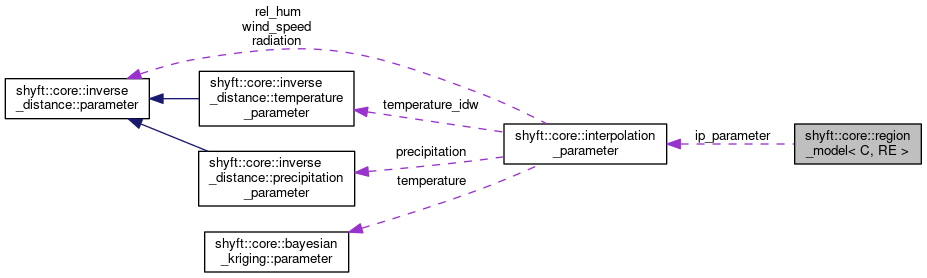 rel_hum
wind_speed
radiation
shyft::core::inverse
_distance::parameter
shyft::core::inverse
_distance::temperature
_parameter
temperature_idw
shyft::core::interpolation
_parameter
ip_parameter
shyft::core::region
_model< C, RE >
precipitation
shyft::core::inverse
_distance::precipitation
_parameter
temperature
shyft::core::bayesian
_kriging::parameter